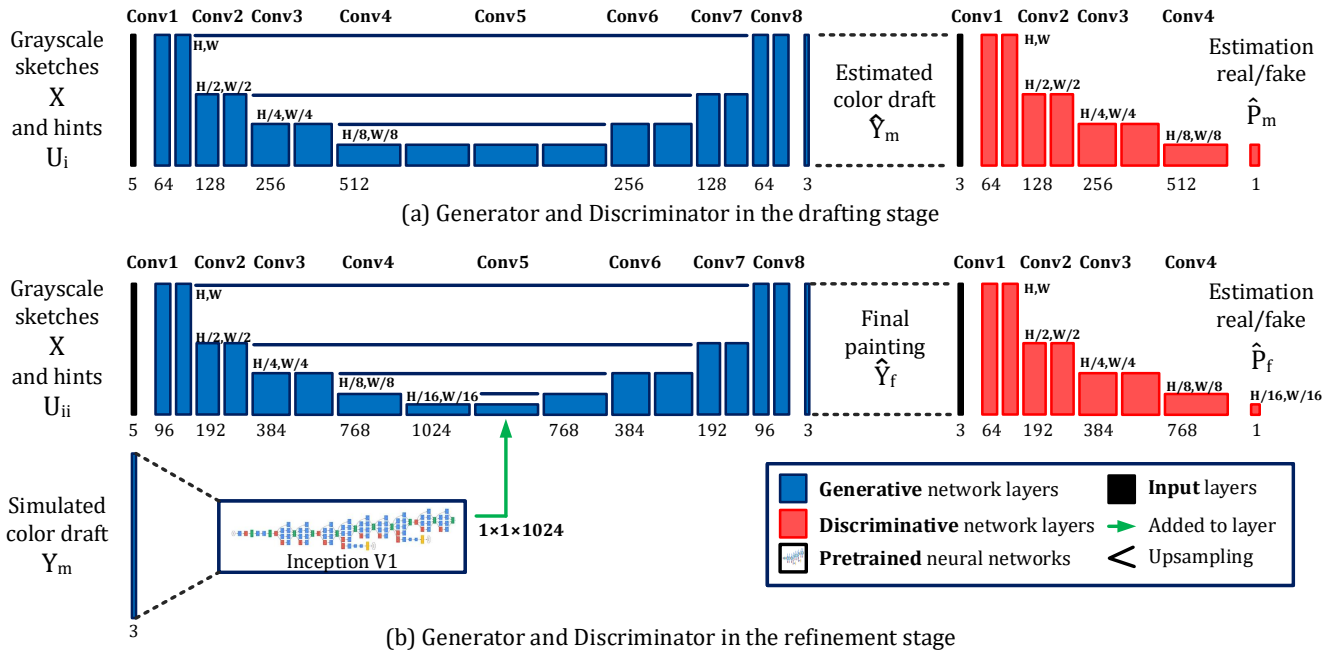 Conv1 Conv2 Conv3 Conv4 Conv5 Conv6 Conv7 Conv8 Conv1 Conv2 Conv3 Conv4
Grayscale
sketches
X
and hints
U_i
H,W
H/2,W/2
H/4,W/4
H/8,W/8
Estimated
color draft
Ŷ_m
H,W
H/2,W/2
H/4,W/4
H/8,W/8
Estimation
real/fake
P̂_m
5 64 128 256 512 256 128 64 3 3 64 128 256 512 1
(a) Generator and Discriminator in the drafting stage
Conv1 Conv2 Conv3 Conv4 Conv5 Conv6 Conv7 Conv8 Conv1 Conv2 Conv3 Conv4
Grayscale
sketches
X
and hints
U_ii
H,W
H/2,W/2
H/4,W/4
H/8,W/8
H/16,W/16
Final
painting
Ŷ_f
H,W
H/2,W/2
H/4,W/4
H/8,W/8
Estimation
real/fake
P̂_f
H/16,W/16
5 96 192 384 768 1024 768 384 192 96 3 3 64 192 384 768 1
Simulated
color draft
Y_m
3
Inception V1
1×1×1024
Generative network layers
Discriminative network layers
Pretrained neural networks
Input layers
Added to layer
Upsampling
(b) Generator and Discriminator in the refinement stage